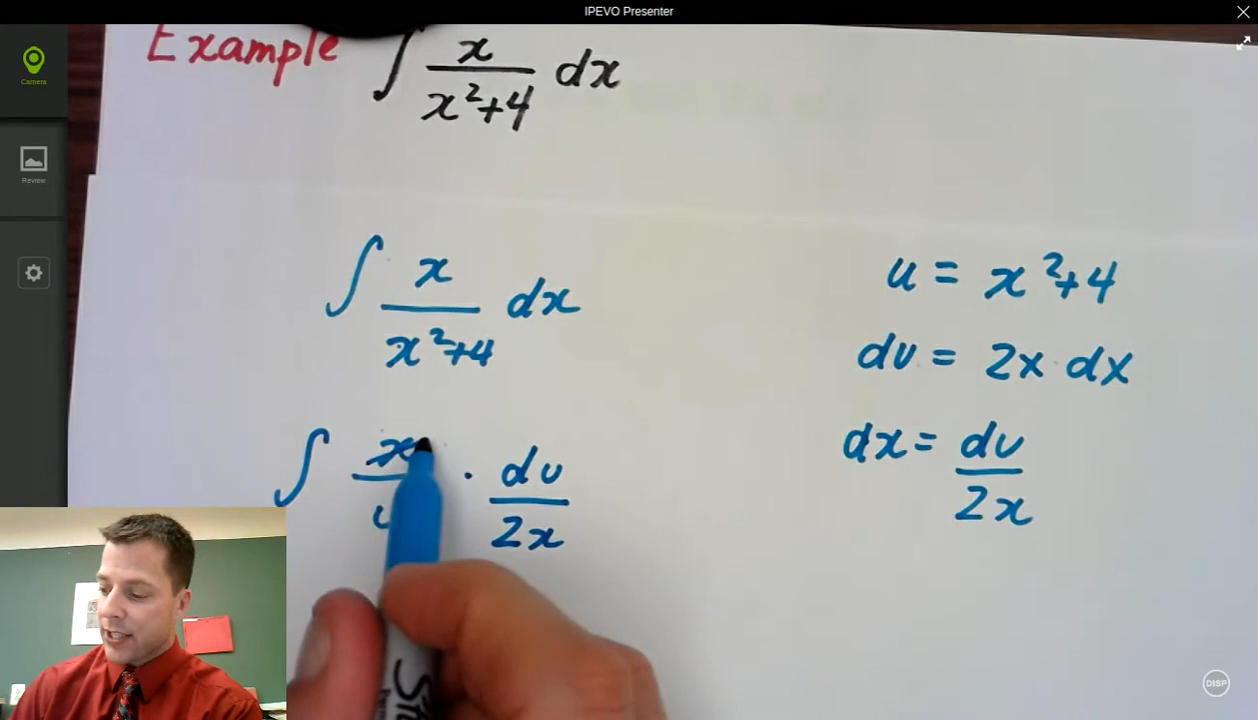 IPEVO Presenter
Camera
Review
Example ∫ x/(x²+4) dx
∫ x/(x²+4) dx
u = x²+4
du = 2x dx
dx = du/2x
∫ x/u · du/2x
DISP